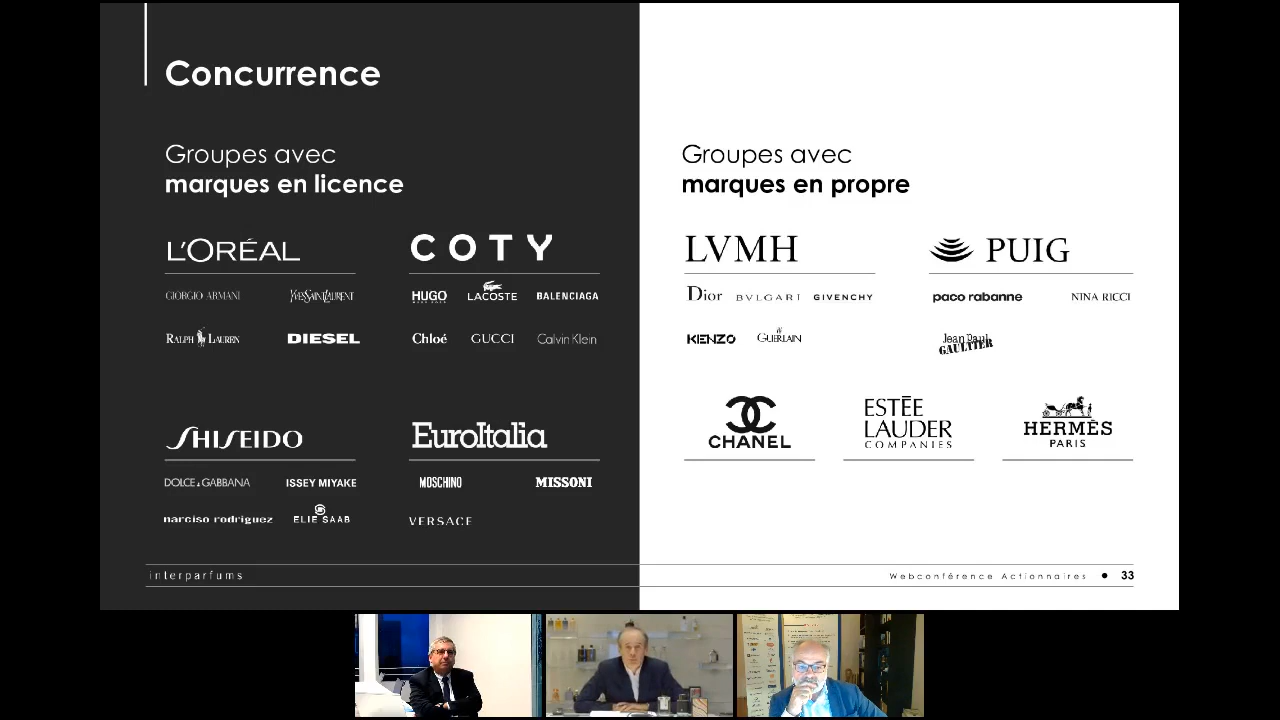 Concurrence
Groupes avec
marques en licence
L'ORÉAL
GIORGIO ARMANI
YVES SAINT LAURENT
RALPH LAUREN
DIESEL
COTY
HUGO
LACOSTE
BALENCIAGA
Chloé
GUCCI
Calvin Klein
SHISEIDO
DOLCE & GABBANA
ISSEY MIYAKE
narciso rodriguez
ELIE SAAB
EuroItalia
MOSCHINO
MISSONI
VERSACE
Groupes avec
marques en propre
LVMH
Dior
BVLGARI
GIVENCHY
KENZO
GUERLAIN
PUIG
paco rabanne
NINA RICCI
Jean Paul
GAULTIER
CHANEL
ESTĒE
LAUDER
COMPANIES
HERMÈS
PARIS
interparfums
Webconférence Actionnaires • 33